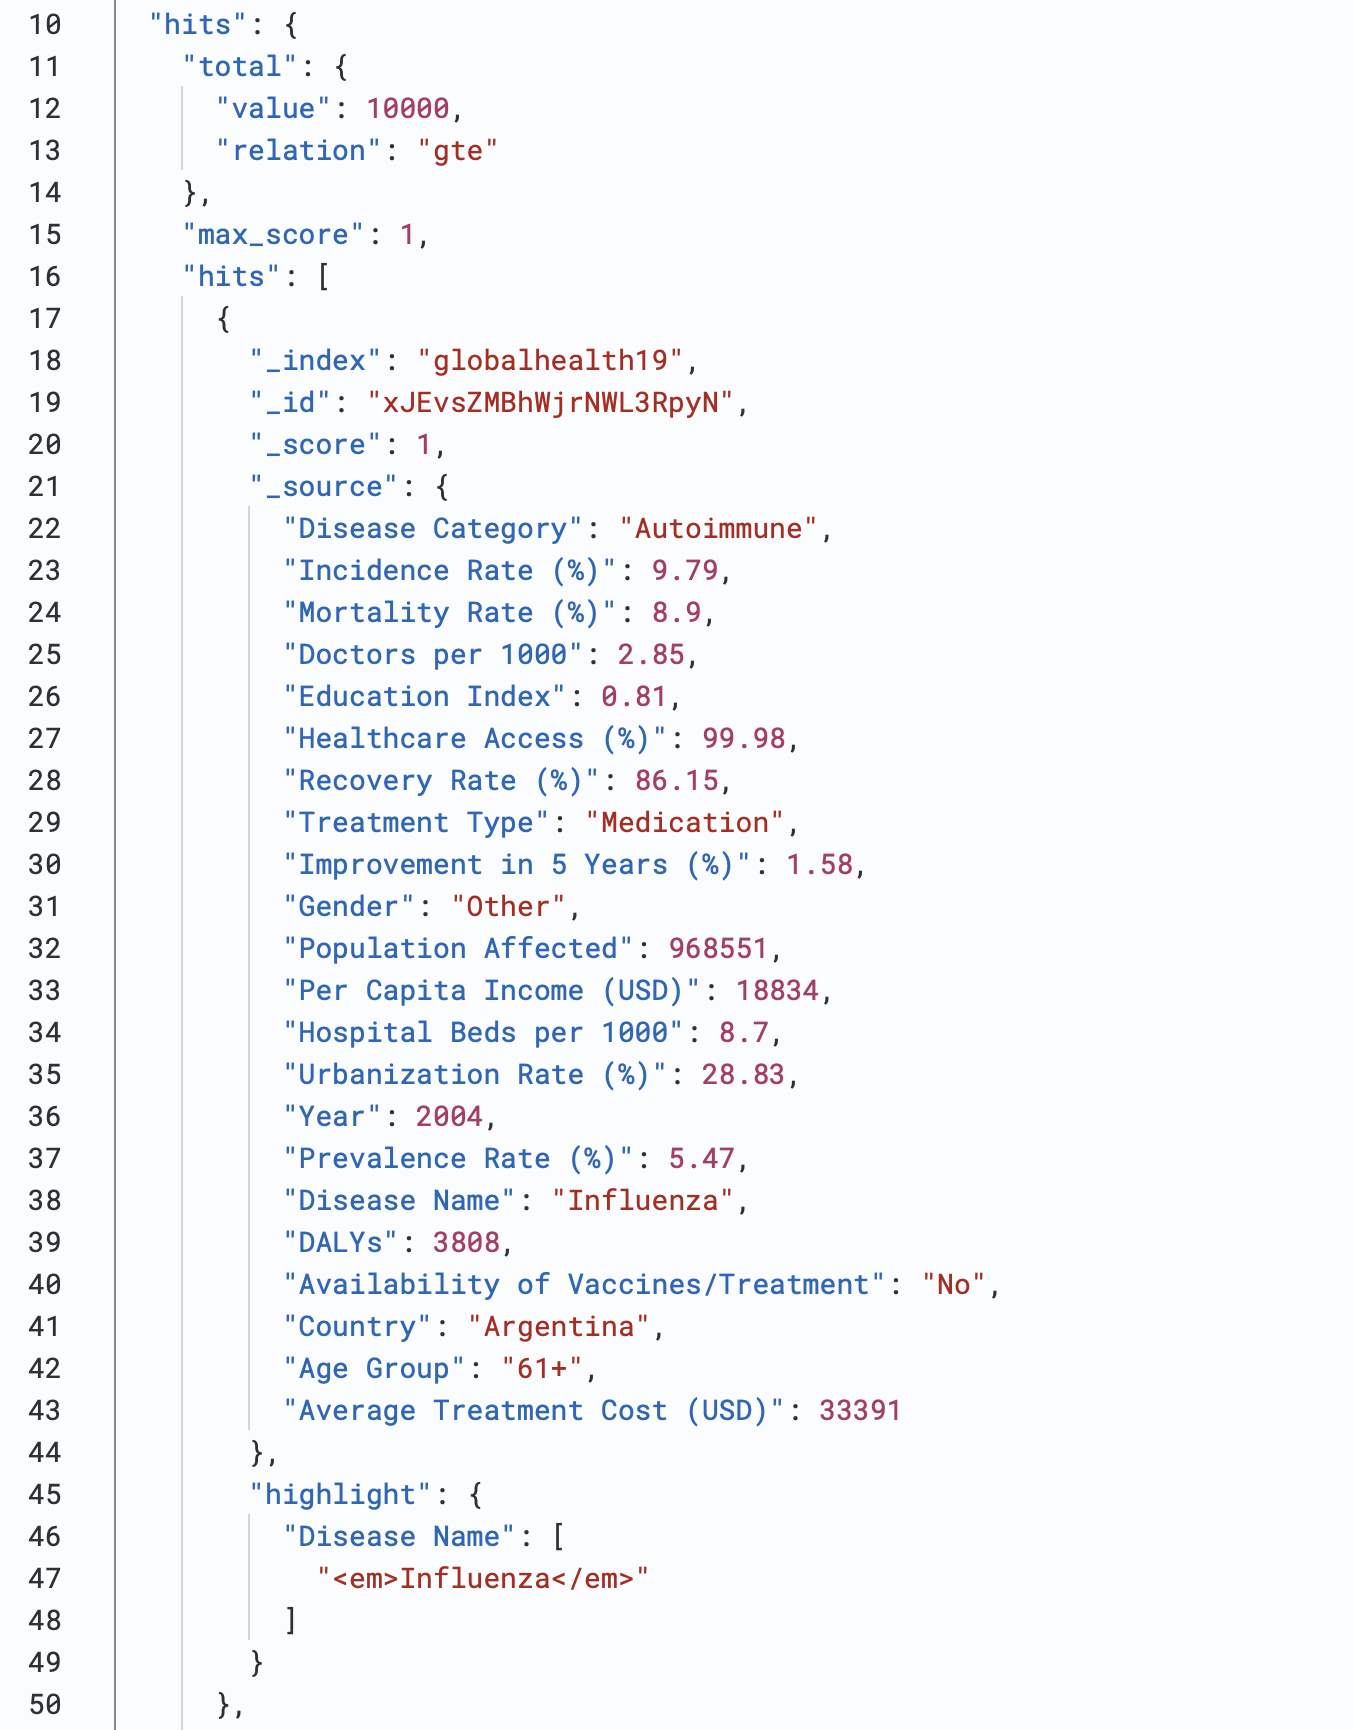 10 "hits": {
11 "total": {
12 "value": 10000,
13 "relation": "gte"
14 },
15 "max_score": 1,
16 "hits": [
17 {
18 "_index": "globalhealth19",
19 "_id": "xJEvsZMBhWjrNWL3RpyN",
20 "_score": 1,
21 "_source": {
22 "Disease Category": "Autoimmune",
23 "Incidence Rate (%)": 9.79,
24 "Mortality Rate (%)": 8.9,
25 "Doctors per 1000": 2.85,
26 "Education Index": 0.81,
27 "Healthcare Access (%)": 99.98,
28 "Recovery Rate (%)": 86.15,
29 "Treatment Type": "Medication",
30 "Improvement in 5 Years (%)": 1.58,
31 "Gender": "Other",
32 "Population Affected": 968551,
33 "Per Capita Income (USD)": 18834,
34 "Hospital Beds per 1000": 8.7,
35 "Urbanization Rate (%)": 28.83,
36 "Year": 2004,
37 "Prevalence Rate (%)": 5.47,
38 "Disease Name": "Influenza",
39 "DALYs": 3808,
40 "Availability of Vaccines/Treatment": "No",
41 "Country": "Argentina",
42 "Age Group": "61+",
43 "Average Treatment Cost (USD)": 33391
44 },
45 "highlight": {
46 "Disease Name": [
47 "<em>Influenza</em>"
48 ]
49 }
50 },